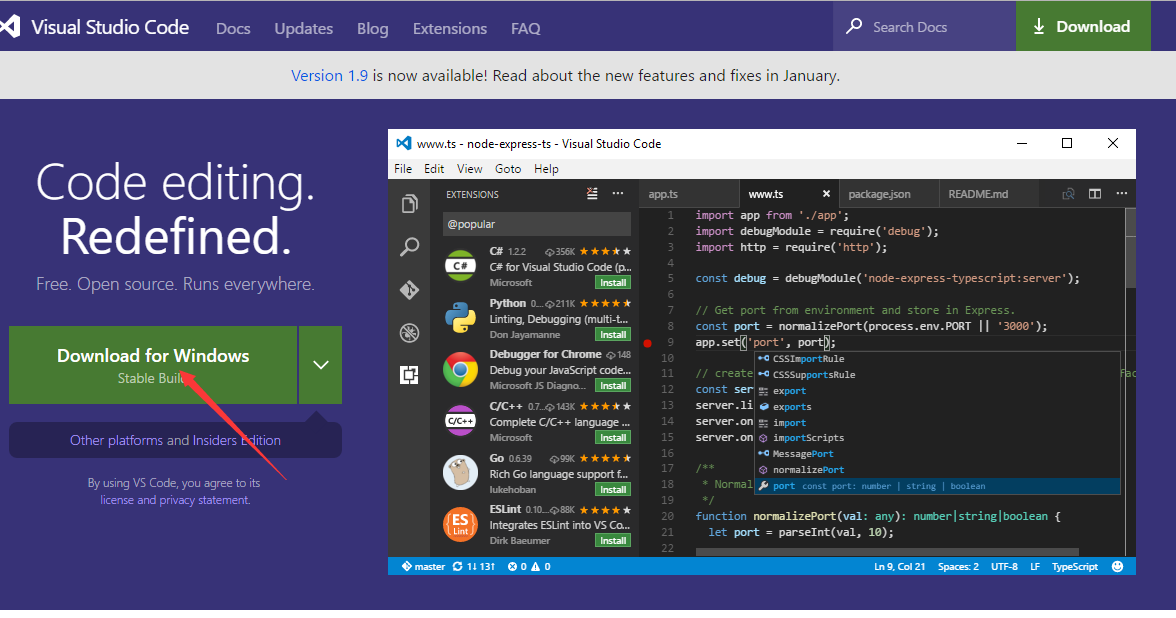 Visual Studio Code
Docs
Updates
Blog
Extensions
FAQ
Search Docs
Download
Version 1.9 is now available! Read about the new features and fixes in January.
Code editing.
Redefined.
Free. Open source. Runs everywhere.
Download for Windows
Stable Build
Other platforms and Insiders Edition
By using VS Code, you agree to its
license and privacy statement.
www.ts - node-express-ts - Visual Studio Code
File Edit View Goto Help
EXTENSIONS
@popular
C# 1.2.2 356K
C# for Visual Studio Code (p...
Microsoft
Install
Python 0... 211K
Linting, Debugging (multi-t...
Don Jayamanne
Install
Debugger for Chrome 148
Debug your JavaScript code...
Microsoft JS Diagno...
Install
C/C++ 0.7... 143K
Complete C/C++ language ...
Microsoft
Install
Go 0.6.39 99K
Rich Go language support f...
lukehoban
Install
ESLint 0.10... 88K
Integrates ESLint into VS Co...
Dirk Baeumer
Install
C#
C/C++
ES
Lint
app.ts
www.ts
package.json
README.md
1 import app from './app';
2 import debugModule = require('debug');
3 import http = require('http');
4
5 const debug = debugModule('node-express-typescript:server');
6
7 // Get port from environment and store in Express.
8 const port = normalizePort(process.env.PORT || '3000');
9 app.set('port', port);
10
11 // create
12 const ser
13 server.li
14 server.on
15 server.on
16
17 /**
18 * Normal
19 */
20 function normalizePort(val: any): number|string|boolean {
21 let port = parseInt(val, 10);
22
CSSImportRule
CSSSupportsRule
export
exports
import
importScripts
MessagePort
normalizePort
port const port: number | string | boolean
master 1↓ 13↑ 0 0
Ln 9, Col 21 Spaces: 2 UTF-8 LF TypeScript